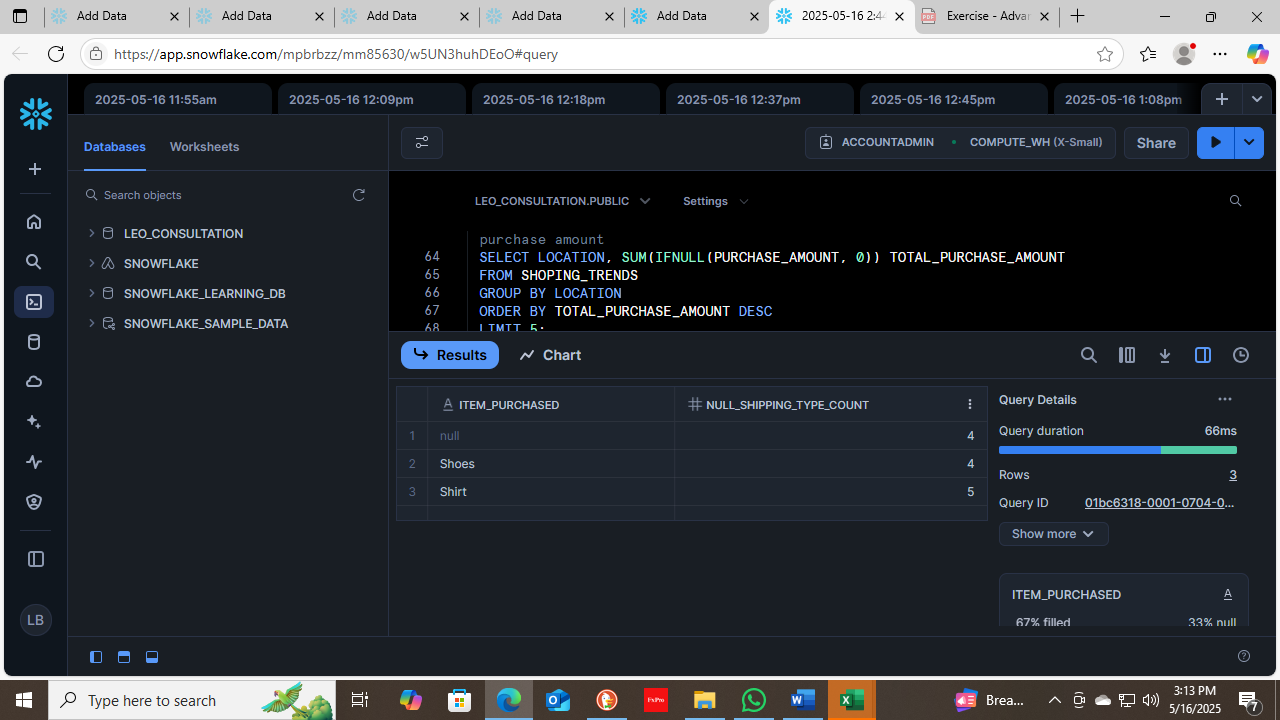 Add Data
Add Data
Add Data
Add Data
Add Data
2025-05-16 2:44
Exercise - Advan
https://app.snowflake.com/mpbrbzz/mm85630/w5UN3huhDEoO#query
2025-05-16 11:55am
2025-05-16 12:09pm
2025-05-16 12:18pm
2025-05-16 12:37pm
2025-05-16 12:45pm
2025-05-16 1:08pm
Databases
Worksheets
ACCOUNTADMIN
COMPUTE_WH (X-Small)
Share
Search objects
LEO_CONSULTATION
SNOWFLAKE
SNOWFLAKE_LEARNING_DB
SNOWFLAKE_SAMPLE_DATA
LB
LEO_CONSULTATION.PUBLIC
Settings
purchase amount
64 SELECT LOCATION, SUM(IFNULL(PURCHASE_AMOUNT, 0)) TOTAL_PURCHASE_AMOUNT
65 FROM SHOPING_TRENDS
66 GROUP BY LOCATION
67 ORDER BY TOTAL_PURCHASE_AMOUNT DESC
68 LIMIT 5;
Results
Chart
ITEM_PURCHASED NULL_SHIPPING_TYPE_COUNT
1 null 4
2 Shoes 4
3 Shirt 5
Query Details
Query duration 66ms
Rows 3
Query ID 01bc6318-0001-0704-0...
Show more
ITEM_PURCHASED A
67% filled 33% null
Type here to search
FxPro
Brea...
3:13 PM
5/16/2025
7